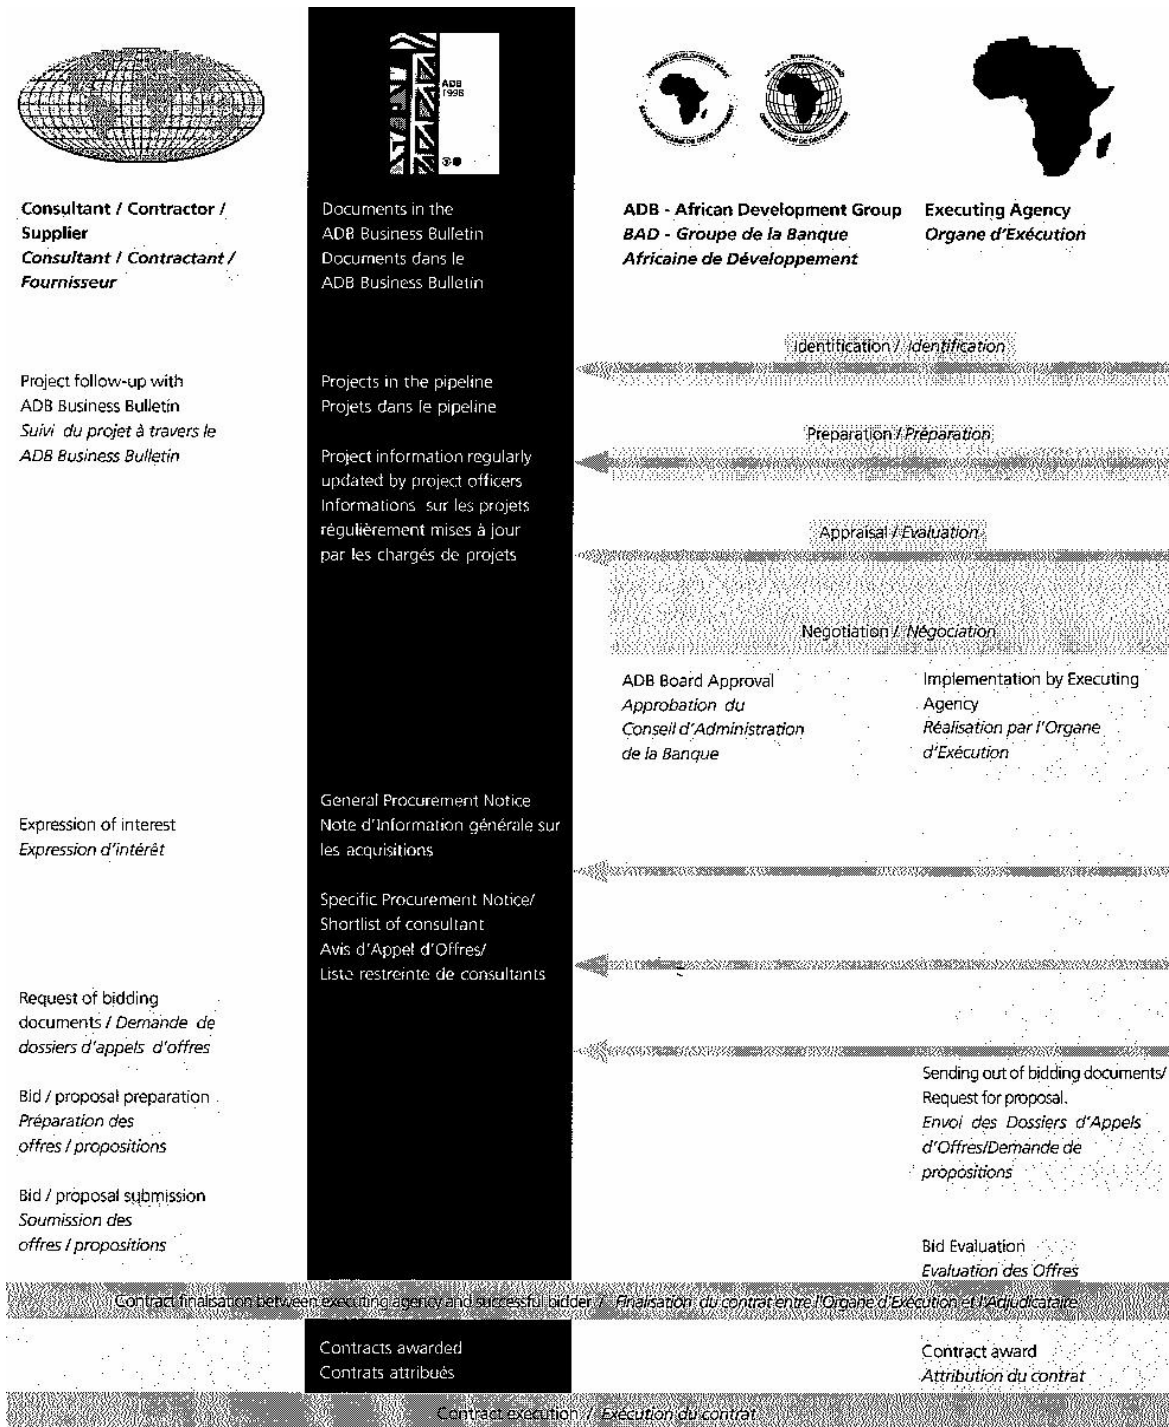 ADB
1998
Consultant / Contractor /
Supplier
Consultant / Contractant /
Fournisseur
Documents in the
ADB Business Bulletin
Documents dans le
ADB Business Bulletin
ADB - African Development Group
BAD - Groupe de la Banque
Africaine de Développement
Executing Agency
Organe d'Exécution
Identification / Identification
Project follow-up with
ADB Business Bulletin
Suivi du projet à travers le
ADB Business Bulletin
Projects in the pipeline
Projets dans le pipeline
Preparation / Préparation
Project information regularly
updated by project officers
Informations sur les projets
régulièrement mises à jour
par les chargés de projets
Appraisal / Evaluation
Negotiation / Négociation
ADB Board Approval
Approbation du
Conseil d'Administration
de la Banque
Implementation by Executing
Agency
Réalisation par l'Organe
d'Exécution
Expression of interest
Expression d'intérêt
General Procurement Notice
Note d'Information générale sur
les acquisitions
Specific Procurement Notice/
Shortlist of consultant
Avis d'Appel d'Offres/
Liste restreinte de consultants
Request of bidding
documents / Demande de
dossiers d'appels d'offres
Sending out of bidding documents/
Request for proposal.
Envoi des Dossiers d'Appels
d'Offres/Demande de
propositions
Bid / proposal preparation
Préparation des
offres / propositions
Bid / proposal submission
Soumission des
offres / propositions
Bid Evaluation
Evaluation des Offres
Contract finalisation between executing agency and successful bidder / Finalisation du contrat entre l'Organe d'Exécution et l'Adjudicataire
Contracts awarded
Contrats attribués
Contract award
Attribution du contrat
Contract execution / Exécution du contrat